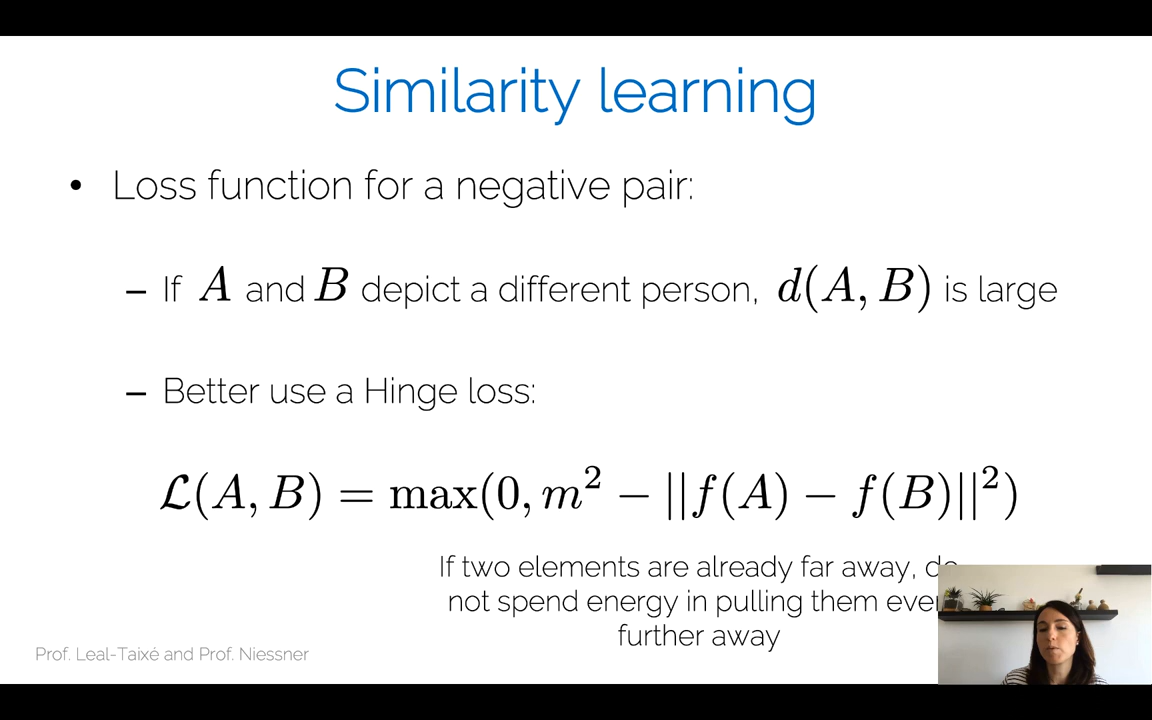 Similarity learning
• Loss function for a negative pair:
– If A and B depict a different person, d(A, B) is large
– Better use a Hinge loss:
ℒ(A, B) = max(0, m² − ||f(A) − f(B)||²)
If two elements are already far away,
not spend energy in pulling them
further away
Prof. Leal-Taixé and Prof. Niessner